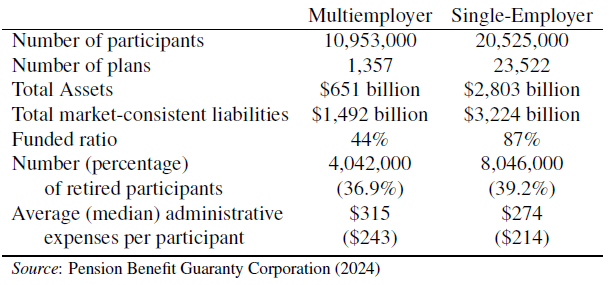 Multiemployer Single-Employer
Number of participants 10,953,000 20,525,000
Number of plans 1,357 23,522
Total Assets $651 billion $2,803 billion
Total market-consistent liabilities $1,492 billion $3,224 billion
Funded ratio 44% 87%
Number (percentage) 4,042,000 8,046,000
of retired participants (36.9%) (39.2%)
Average (median) administrative $315 $274
expenses per participant ($243) ($214)
Source: Pension Benefit Guaranty Corporation (2024)